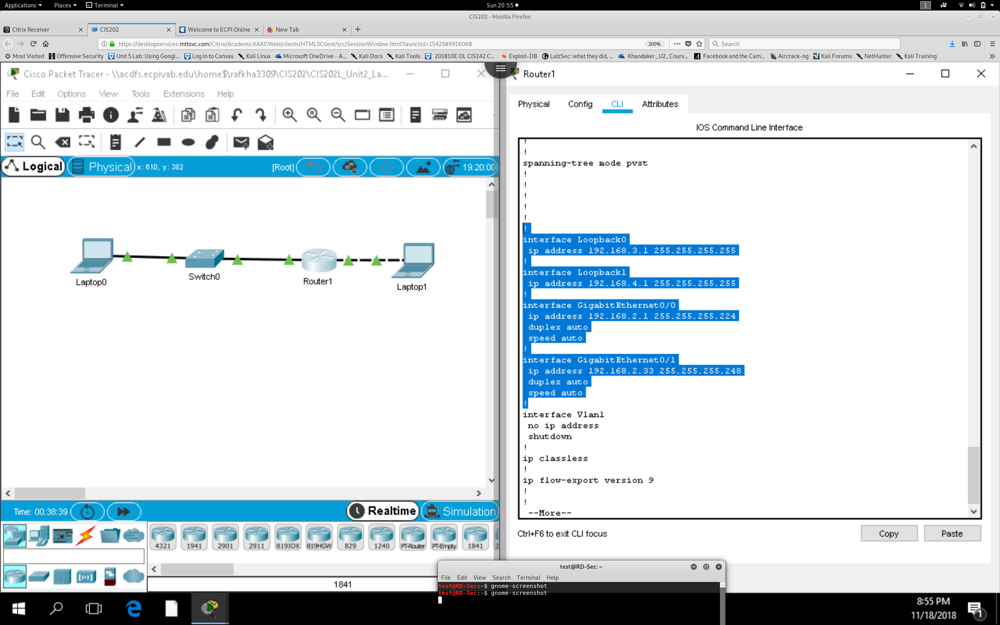 Applications Places Terminal Sun 20:55 1
CIS202 - Mozilla Firefox
Citrix Receiver CIS202 Welcome to ECPI Online New Tab
https://desktopservices.mttsvc.com/Citrix/AcademicXAXDWeb/clients/HTML5Client/src/SessionWindow.html?launchid=1542589916068 200% Search
Most Visited Offensive Security Unit 5 Lab: Using Googl... Log In to Canvas Kali Linux Microsoft OneDrive - A... Kali Docs Kali Tools 201810E OL CIS142 C... Exploit-DB LulzSec: what they did, ... Khandaker_U2_Cours... Facebook and the Cam... Aircrack-ng Kali Forums NetHunter Kali Training
Cisco Packet Tracer - \\acdfs.ecpivab.edu\home$\rafkha3309\CIS202\CIS202L_Unit2_La...
File Edit Options View Tools Extensions Help
Logical Physical x: 610, y: 382 [Root] 19:20:00
Laptop0
Switch0
Router1
Laptop1
Time: 00:38:39 Realtime Simulation
4321 1941 2901 2911 819IOX 819HGW 829 1240 PT-Router PT-Empty 1841 2
1841
Router1
Physical Config CLI Attributes
IOS Command Line Interface
!
!
spanning-tree mode pvst
!
!
!
!
!
!
interface Loopback0
ip address 192.168.3.1 255.255.255.255
!
interface Loopback1
ip address 192.168.4.1 255.255.255.255
!
interface GigabitEthernet0/0
ip address 192.168.2.1 255.255.255.224
duplex auto
speed auto
!
interface GigabitEthernet0/1
ip address 192.168.2.33 255.255.255.248
duplex auto
speed auto
!
interface Vlan1
no ip address
shutdown
!
ip classless
!
ip flow-export version 9
!
!
--More--
Ctrl+F6 to exit CLI focus Copy Paste
test@RD-Sec: ~
File Edit View Search Terminal Help
test@RD-Sec:~$ gnome-screenshot
test@RD-Sec:~$ gnome-screenshot
8:55 PM
11/18/2018
1